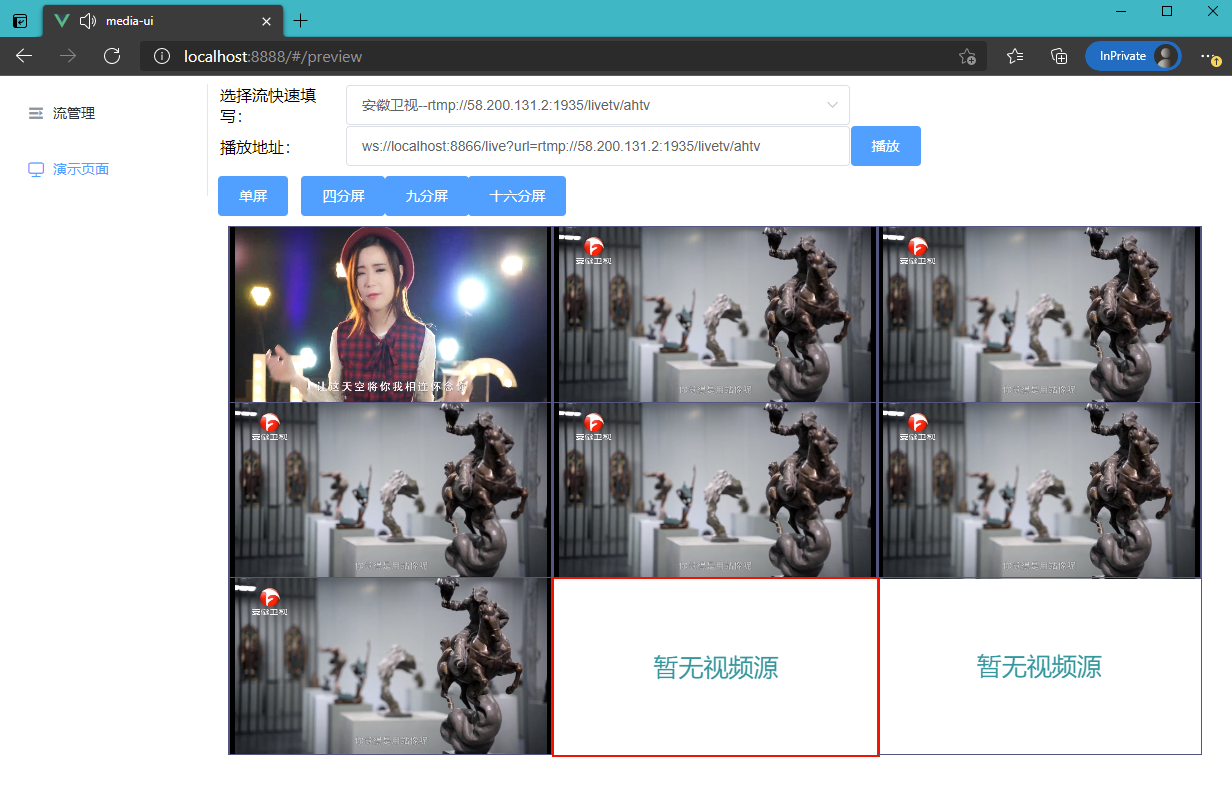 media-ui
localhost:8888/#/preview
InPrivate
流管理
演示页面
选择流快速填
写：
安徽卫视--rtmp://58.200.131.2:1935/livetv/ahtv
播放地址：
ws://localhost:8866/live?url=rtmp://58.200.131.2:1935/livetv/ahtv
播放
单屏
四分屏
九分屏
十六分屏
让这天空将你我相连怀念你
安徽卫视
安徽卫视
安徽卫视
安徽卫视
安徽卫视
安徽卫视
暂无视频源
暂无视频源